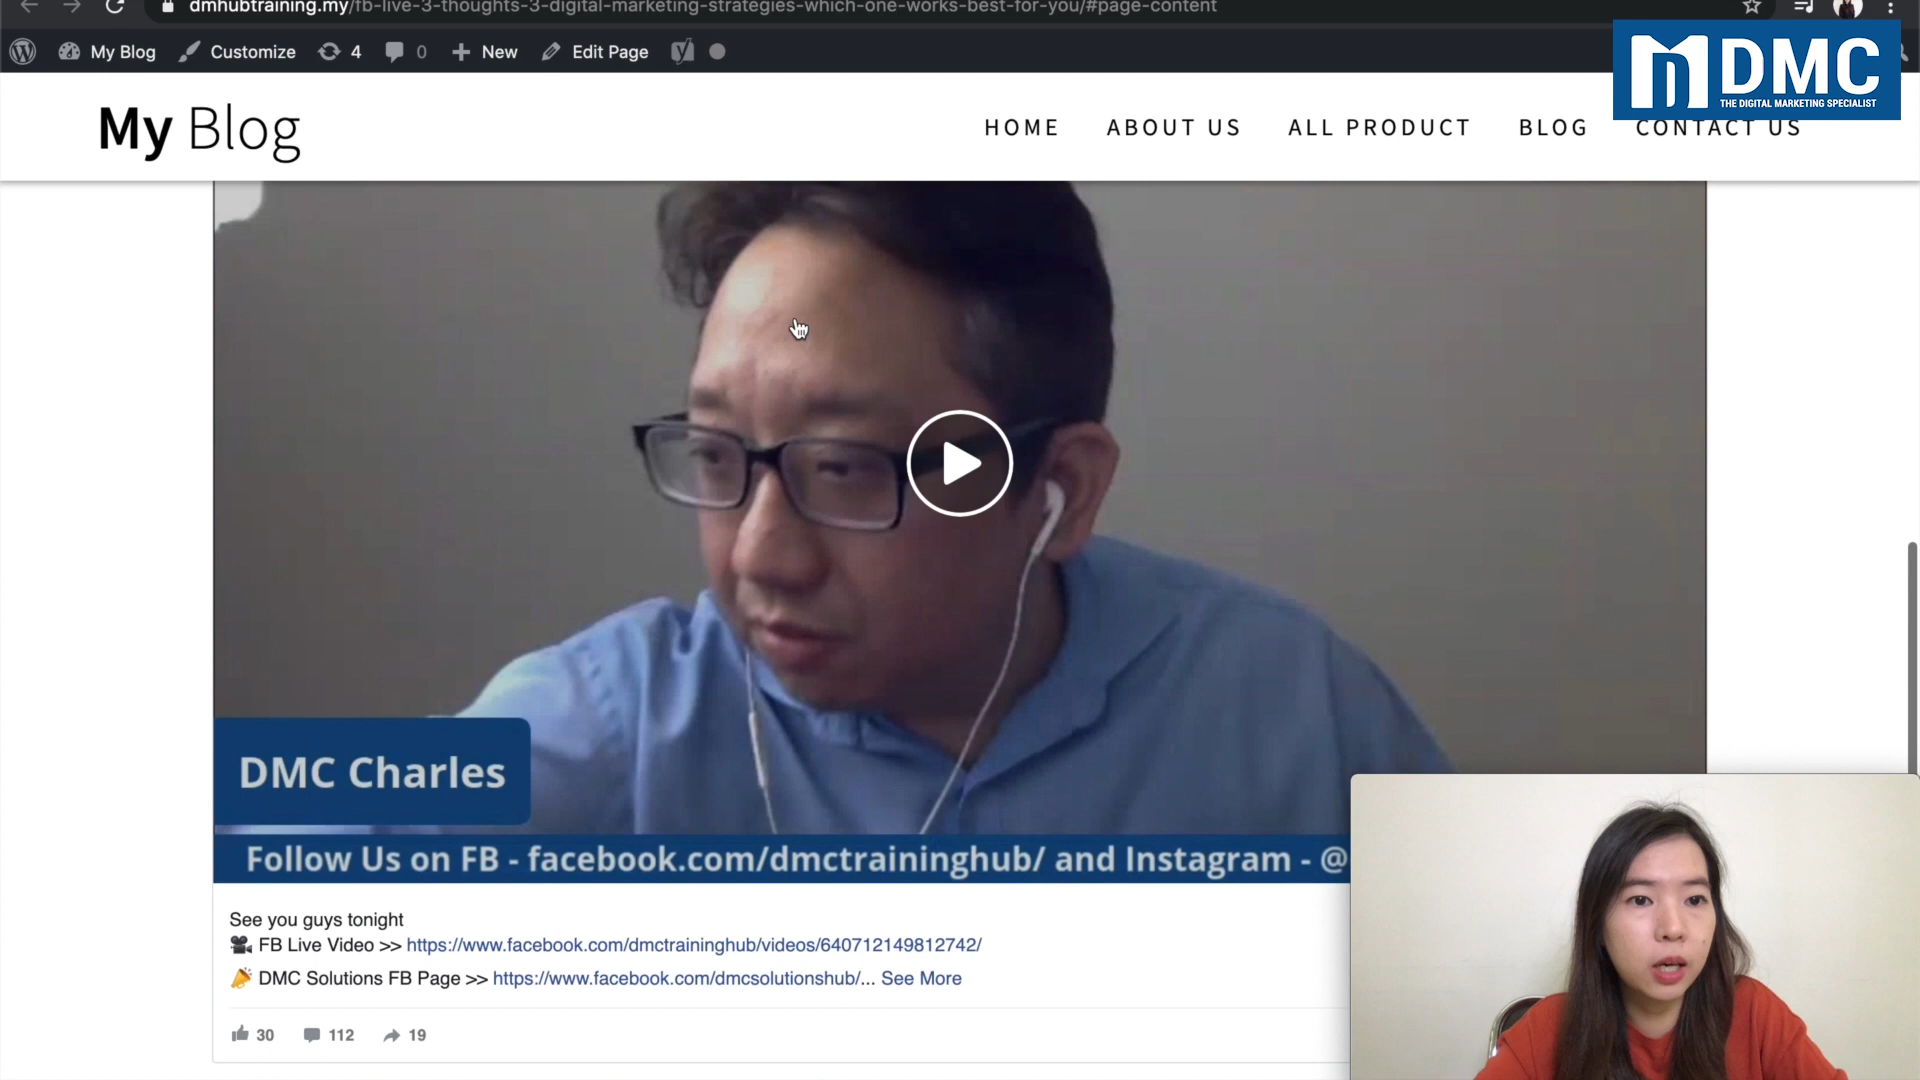 dmhubtraining.my/fb-live-3-thoughts-3-digital-marketing-strategies-which-one-works-best-for-you/#page-content
My Blog
Customize
4
0
New
Edit Page
DMC
THE DIGITAL MARKETING SPECIALIST
My Blog
HOME
ABOUT US
ALL PRODUCT
BLOG
CONTACT US
DMC Charles
Follow Us on FB - facebook.com/dmctraininghub/ and Instagram - @
See you guys tonight
FB Live Video >> https://www.facebook.com/dmctraininghub/videos/640712149812742/
DMC Solutions FB Page >> https://www.facebook.com/dmcsolutionshub/... See More
30
112
19